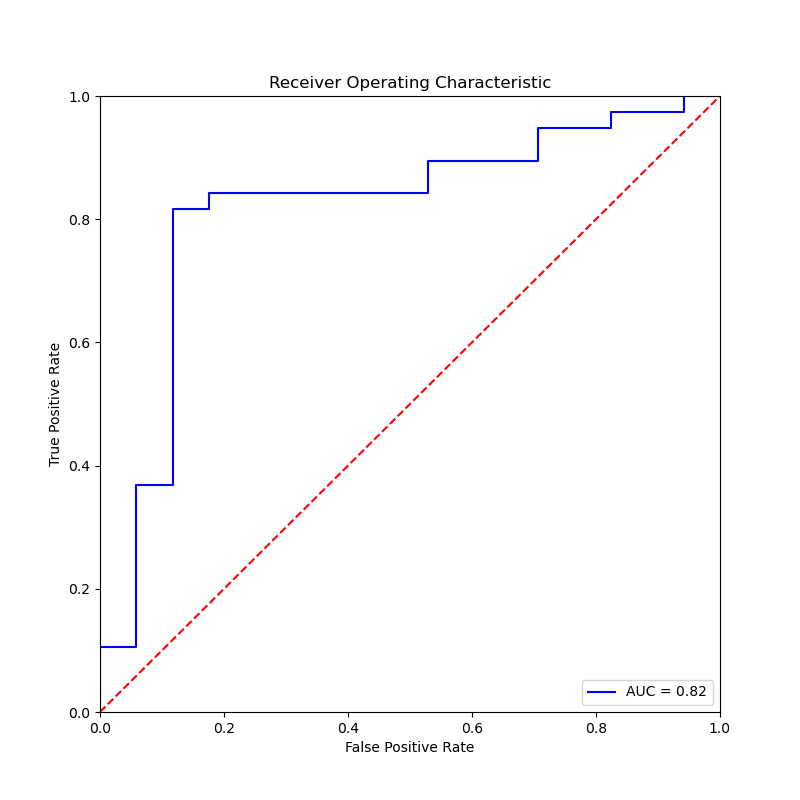 Receiver Operating Characteristic
1.0
0.8
0.6
0.4
0.2
0.0
True Positive Rate
AUC = 0.82
0.0 0.2 0.4 0.6 0.8 1.0
False Positive Rate